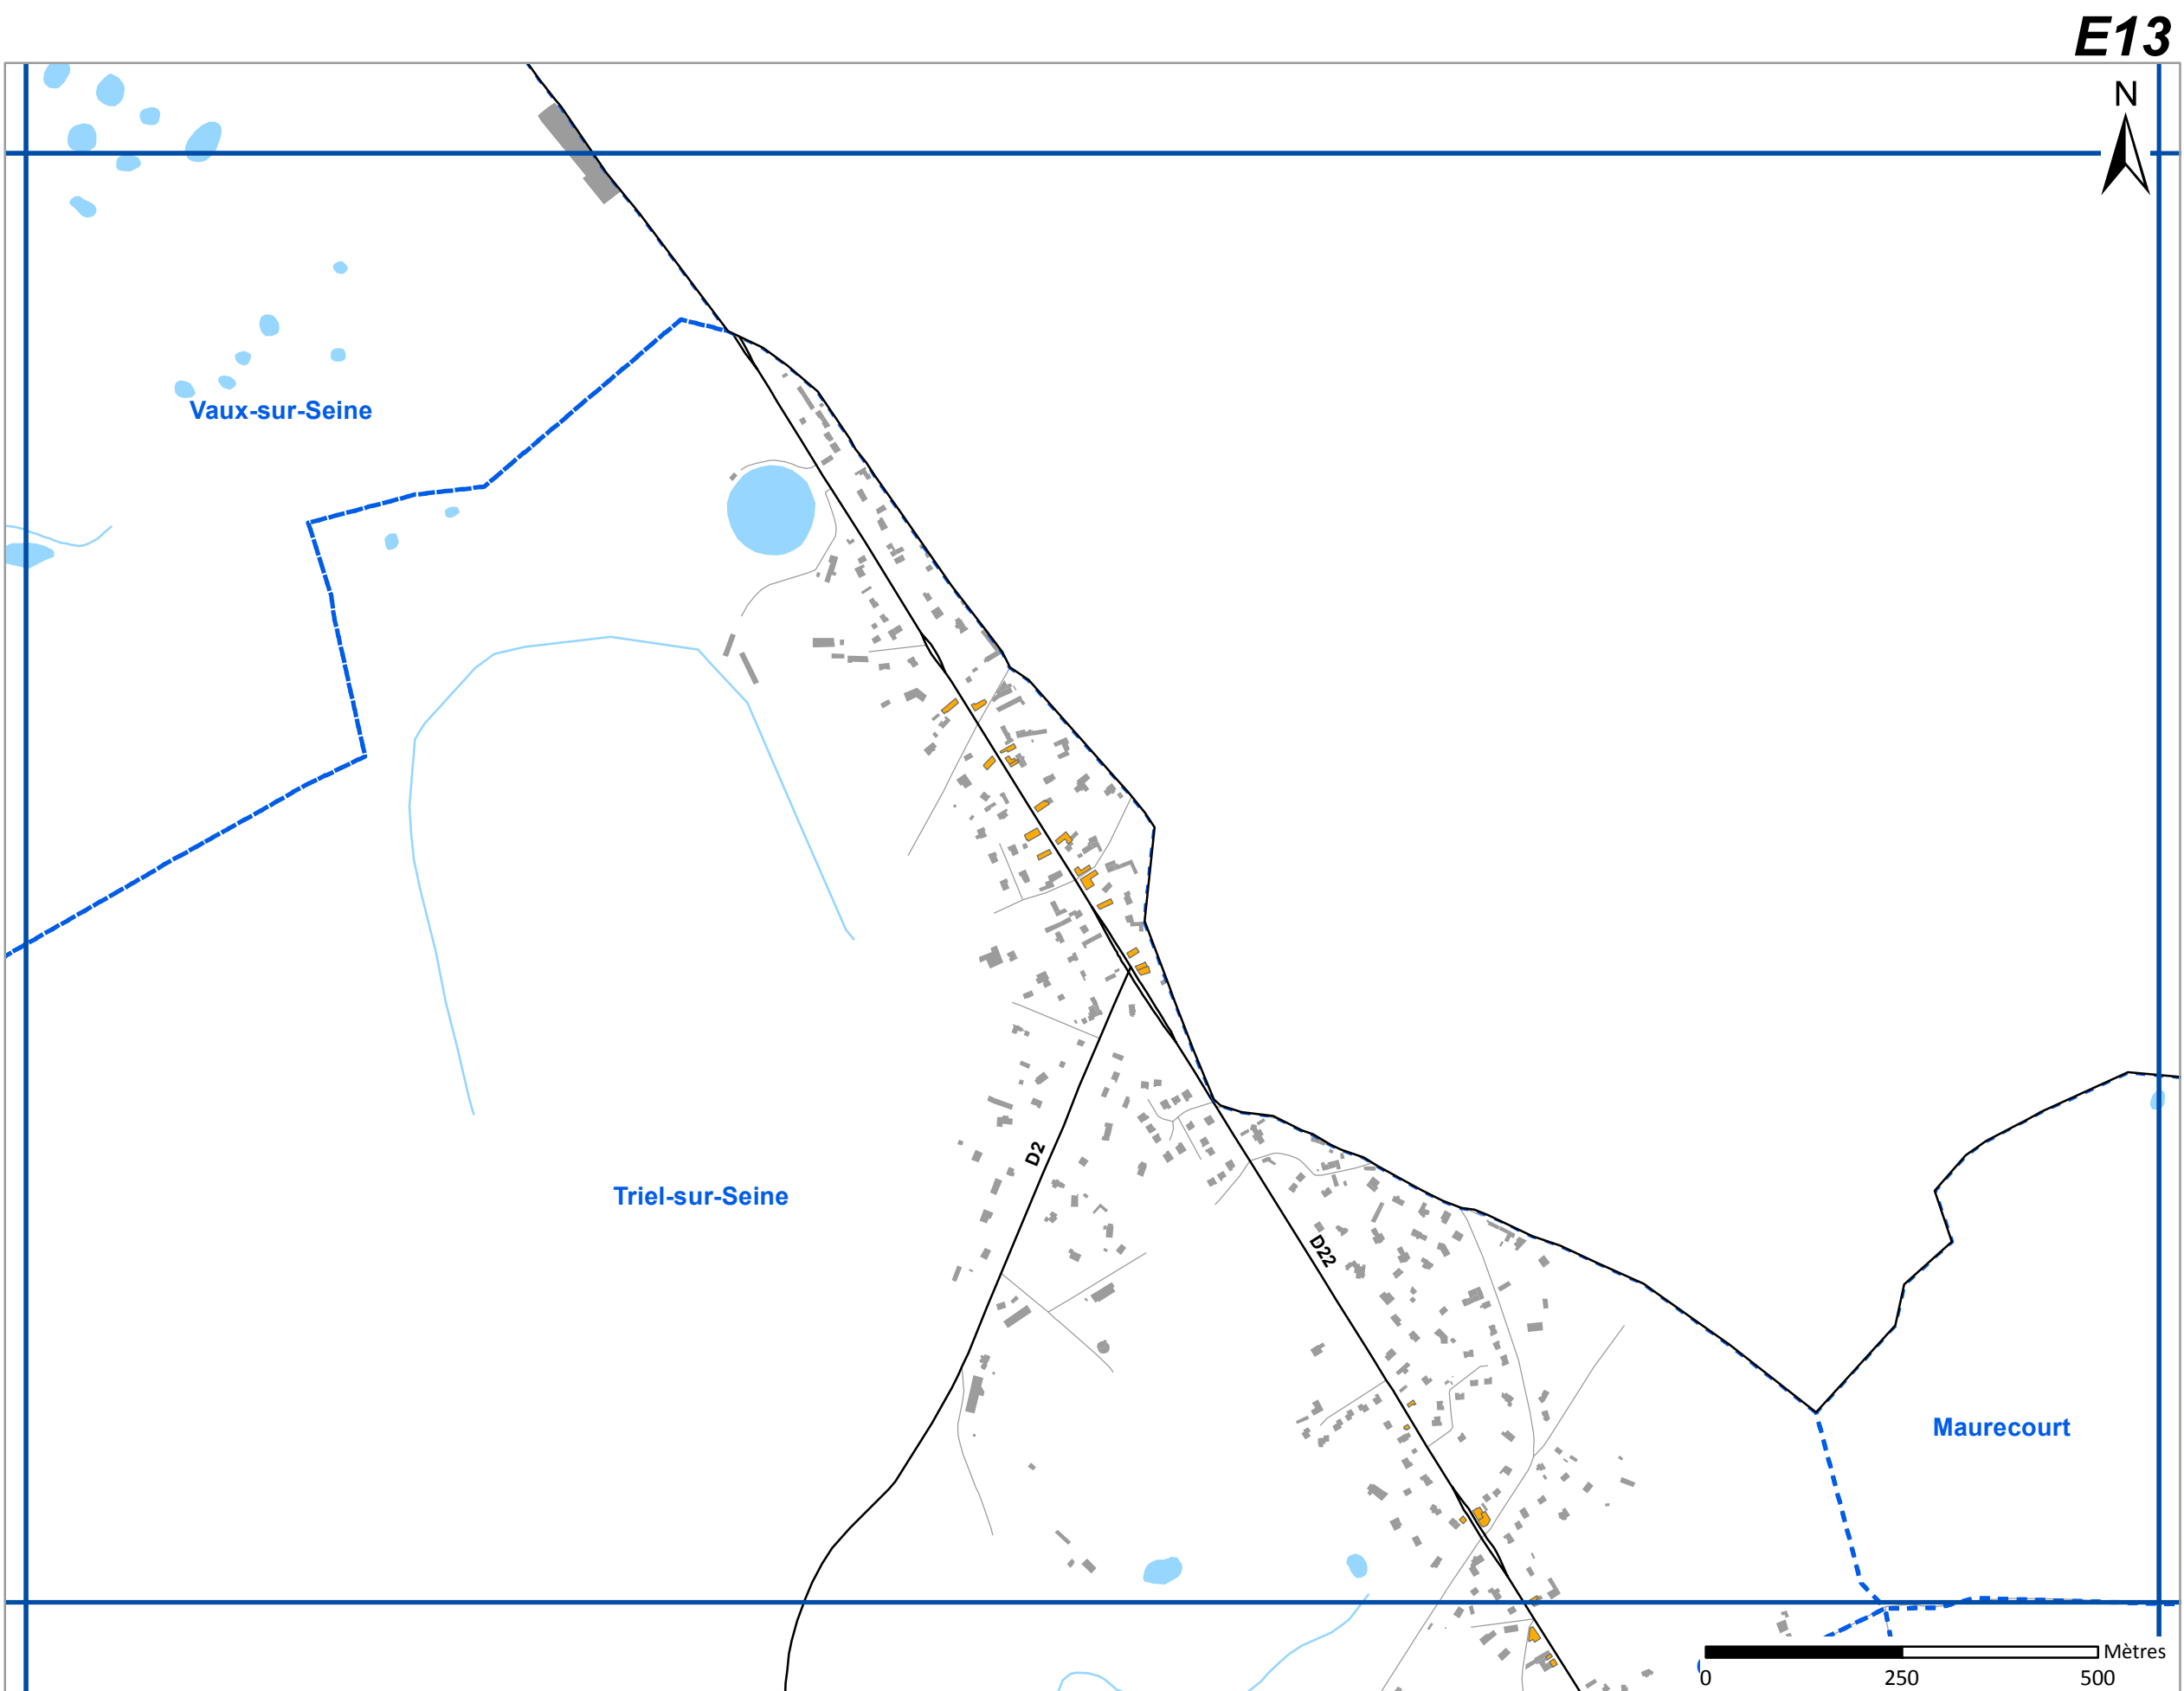 E13
N
Vaux-sur-Seine
D2
Triel-sur-Seine
D22
Maurecourt
Mètres
0 250 500